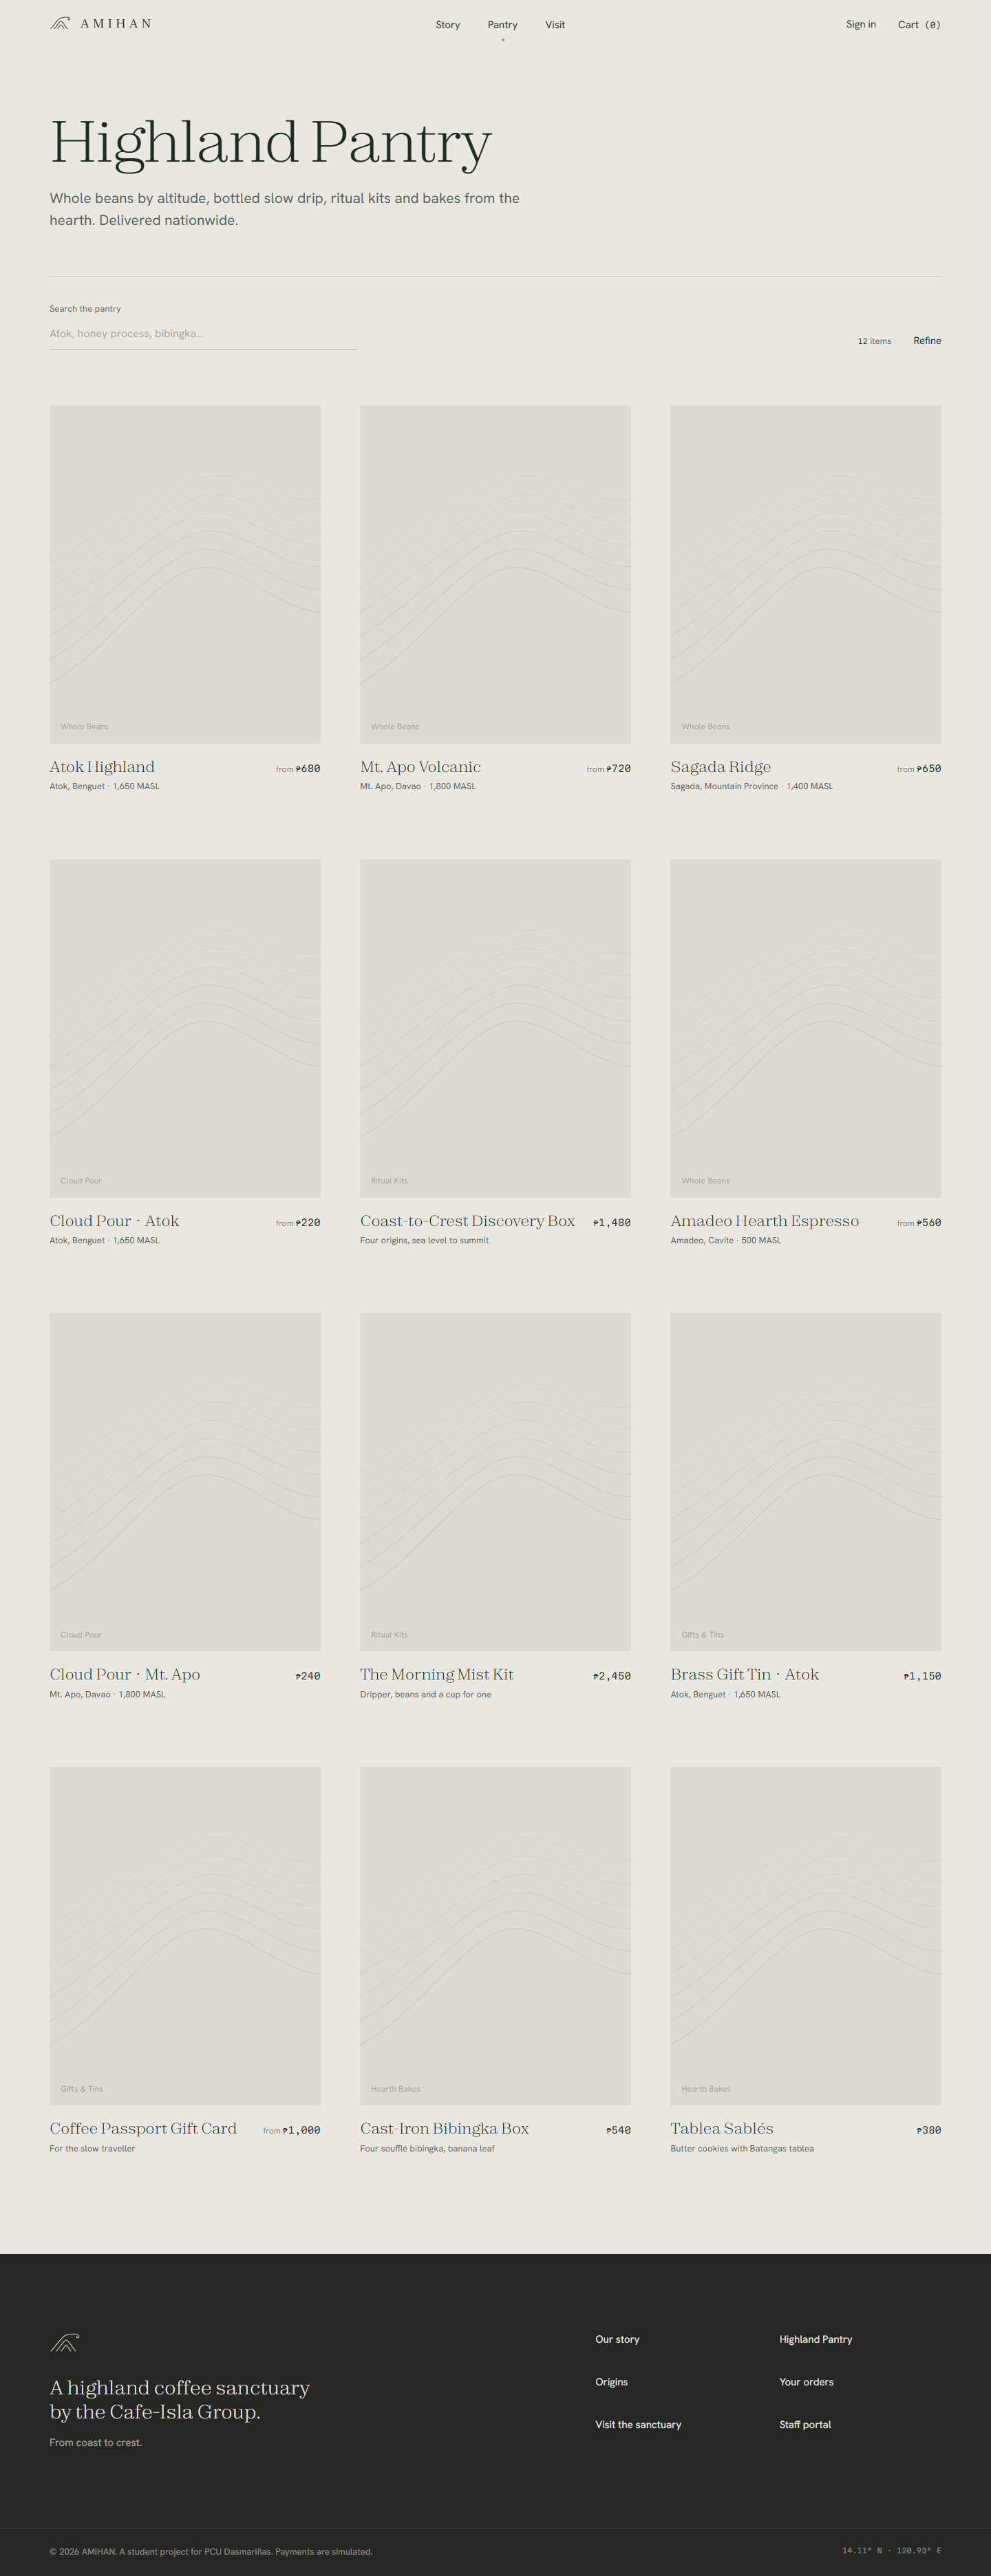 AMIHAN
Story Pantry Visit
Sign in Cart (0)
Highland Pantry
Whole beans by altitude, bottled slow drip, ritual kits and bakes from the
hearth. Delivered nationwide.
Search the pantry
Atok, honey process, bibingka…
12 items Refine
Whole Beans
Atok Highland from ₱680
Atok, Benguet · 1,650 MASL
Whole Beans
Mt. Apo Volcanic from ₱720
Mt. Apo, Davao · 1,800 MASL
Whole Beans
Sagada Ridge from ₱650
Sagada, Mountain Province · 1,400 MASL
Cloud Pour
Cloud Pour · Atok from ₱220
Atok, Benguet · 1,650 MASL
Ritual Kits
Coast-to-Crest Discovery Box ₱1,480
Four origins, sea level to summit
Whole Beans
Amadeo Hearth Espresso from ₱560
Amadeo, Cavite · 500 MASL
Cloud Pour
Cloud Pour · Mt. Apo ₱240
Mt. Apo, Davao · 1,800 MASL
Ritual Kits
The Morning Mist Kit ₱2,450
Dripper, beans and a cup for one
Gifts & Tins
Brass Gift Tin · Atok ₱1,150
Atok, Benguet · 1,650 MASL
Gifts & Tins
Coffee Passport Gift Card from ₱1,000
For the slow traveller
Hearth Bakes
Cast-Iron Bibingka Box ₱540
Four soufflé bibingka, banana leaf
Hearth Bakes
Tablea Sablés ₱380
Butter cookies with Batangas tablea
A highland coffee sanctuary
by the Cafe-Isla Group.
From coast to crest.
Our story
Origins
Visit the sanctuary
Highland Pantry
Your orders
Staff portal
© 2026 AMIHAN. A student project for PCU Dasmariñas. Payments are simulated.
14.11° N · 120.93° E